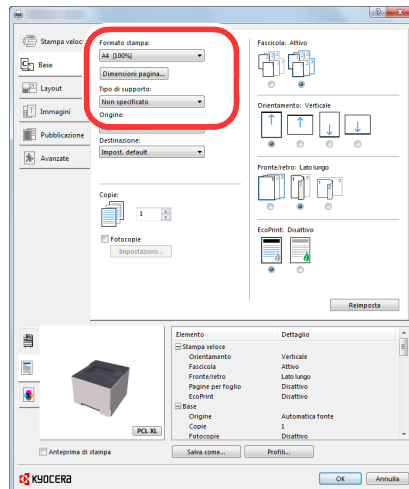 Stampa veloc
Base
Layout
Immagini
Pubblicazione
Avanzate
Formato stampa:
A4 [100%]
Dimensioni pagina...
Tipo di supporto:
Non specificato
Origine:
Destinazione:
Impost. default
Copie:
1
Fotocopie
Impostazioni...
Fascicola: Attivo
Orientamento: Verticale
Fronte/retro: Lato lungo
EcoPrint: Disattivo
Reimposta
PCL XL
Anteprima di stampa
Elemento Dettaglio
Stampa veloce
Orientamento Verticale
Fascicola Attivo
Fronte/retro Lato lungo
Pagine per foglio Disattivo
EcoPrint Disattivo
Base
Origine Automatica fonte
Copie 1
Fotocopie Disattivo
Salva come... Profili...
KYOCERA
OK Annulla